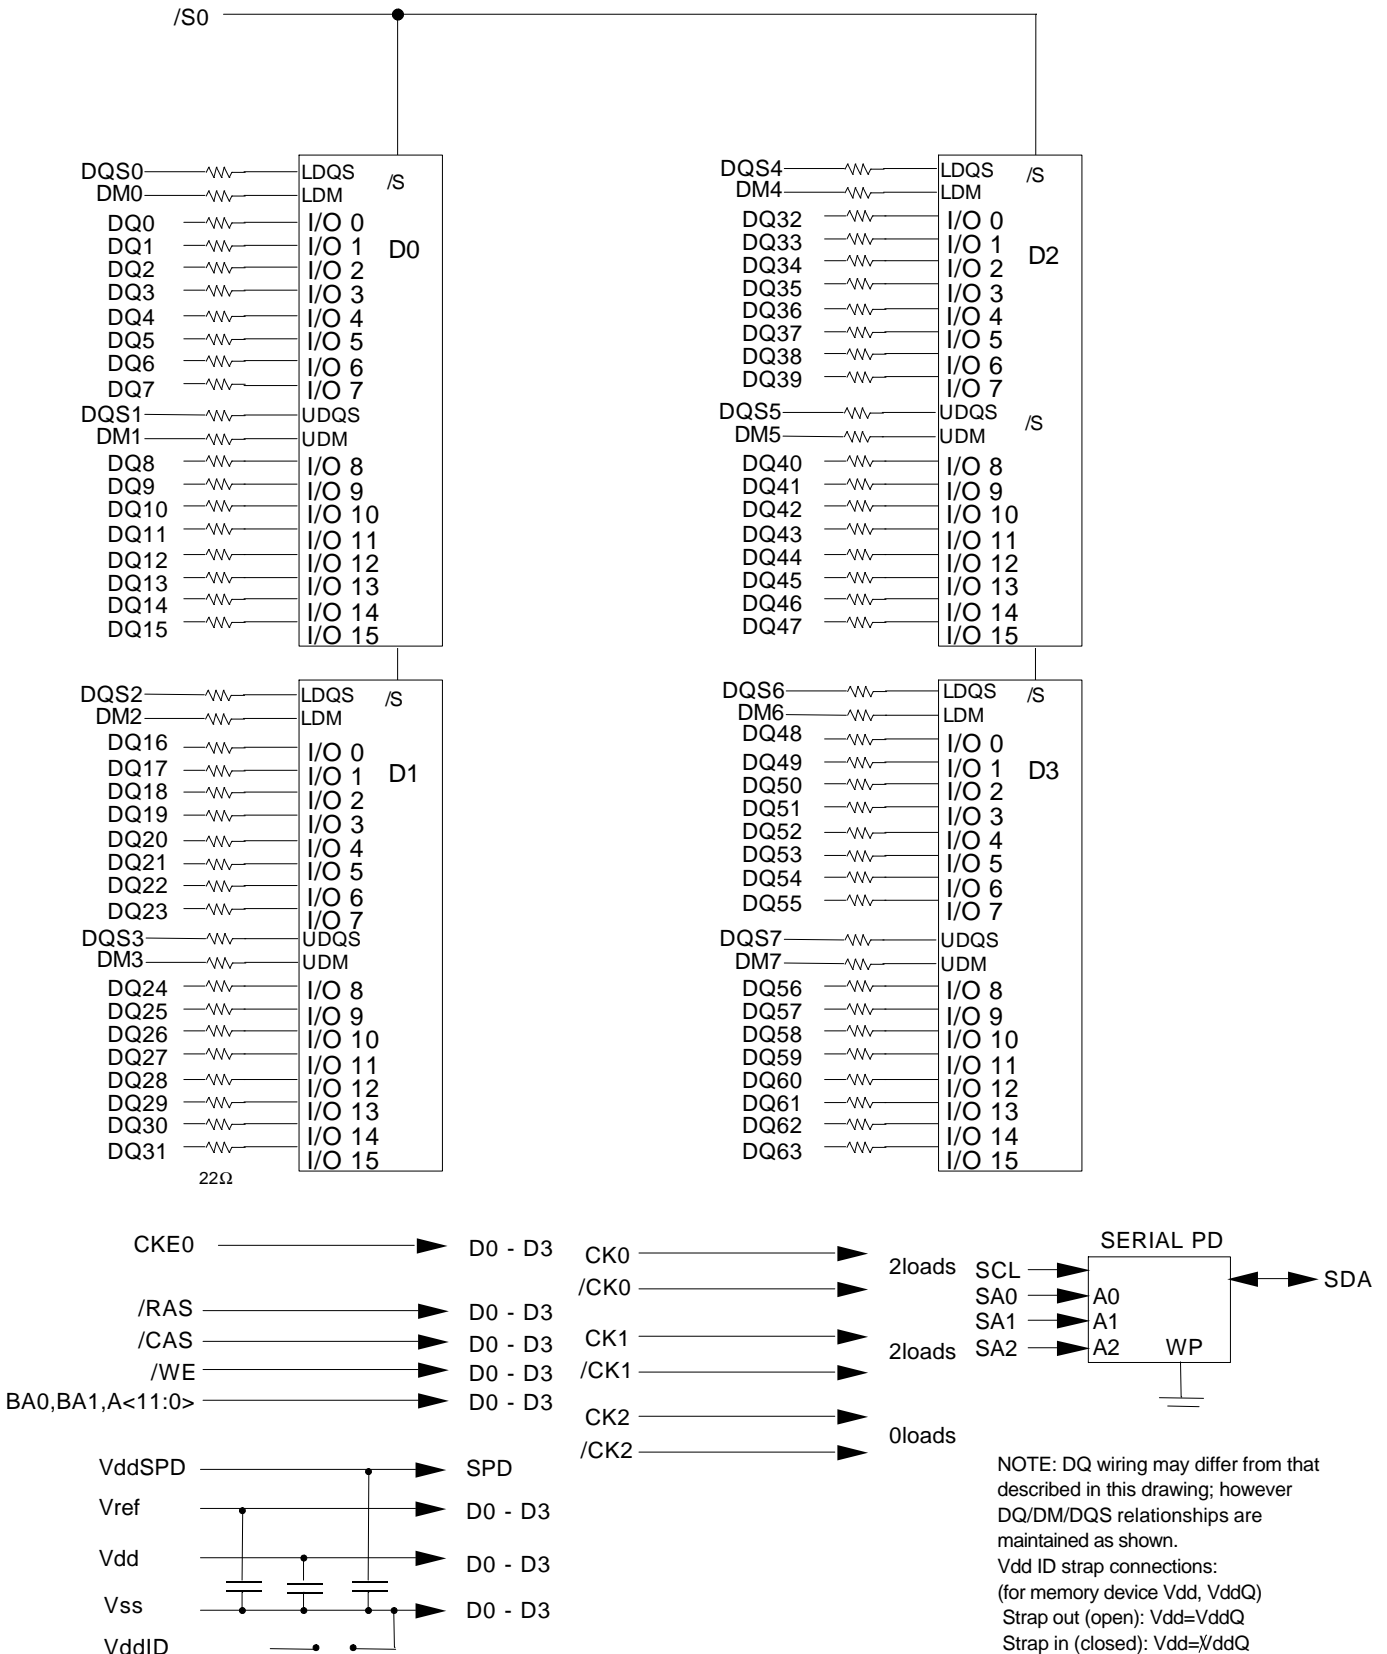 /S0
DQS0 LDQS /S
DM0 LDM
DQ0 I/O 0
DQ1 I/O 1 D0
DQ2 I/O 2
DQ3 I/O 3
DQ4 I/O 4
DQ5 I/O 5
DQ6 I/O 6
DQ7 I/O 7
DQS1 UDQS
DM1 UDM
DQ8 I/O 8
DQ9 I/O 9
DQ10 I/O 10
DQ11 I/O 11
DQ12 I/O 12
DQ13 I/O 13
DQ14 I/O 14
DQ15 I/O 15
DQS2 LDQS /S
DM2 LDM
DQ16 I/O 0
DQ17 I/O 1 D1
DQ18 I/O 2
DQ19 I/O 3
DQ20 I/O 4
DQ21 I/O 5
DQ22 I/O 6
DQ23 I/O 7
DQS3 UDQS
DM3 UDM
DQ24 I/O 8
DQ25 I/O 9
DQ26 I/O 10
DQ27 I/O 11
DQ28 I/O 12
DQ29 I/O 13
DQ30 I/O 14
DQ31 I/O 15
22Ω
DQS4 LDQS /S
DM4 LDM
DQ32 I/O 0
DQ33 I/O 1 D2
DQ34 I/O 2
DQ35 I/O 3
DQ36 I/O 4
DQ37 I/O 5
DQ38 I/O 6
DQ39 I/O 7
DQS5 UDQS /S
DM5 UDM
DQ40 I/O 8
DQ41 I/O 9
DQ42 I/O 10
DQ43 I/O 11
DQ44 I/O 12
DQ45 I/O 13
DQ46 I/O 14
DQ47 I/O 15
DQS6 LDQS /S
DM6 LDM
DQ48 I/O 0
DQ49 I/O 1 D3
DQ50 I/O 2
DQ51 I/O 3
DQ52 I/O 4
DQ53 I/O 5
DQ54 I/O 6
DQ55 I/O 7
DQS7 UDQS
DM7 UDM
DQ56 I/O 8
DQ57 I/O 9
DQ58 I/O 10
DQ59 I/O 11
DQ60 I/O 12
DQ61 I/O 13
DQ62 I/O 14
DQ63 I/O 15
CKE0 D0 - D3
/RAS D0 - D3
/CAS D0 - D3
/WE D0 - D3
BA0,BA1,A<11:0> D0 - D3
VddSPD SPD
Vref D0 - D3
Vdd D0 - D3
Vss D0 - D3
VddID
CK0
2loads
/CK0
CK1
2loads
/CK1
CK2
0loads
/CK2
SERIAL PD
SCL SDA
SA0 A0
SA1 A1
SA2 A2 WP
NOTE: DQ wiring may differ from that
described in this drawing; however
DQ/DM/DQS relationships are
maintained as shown.
Vdd ID strap connections:
(for memory device Vdd, VddQ)
Strap out (open): Vdd=VddQ
Strap in (closed): Vdd≠VddQ